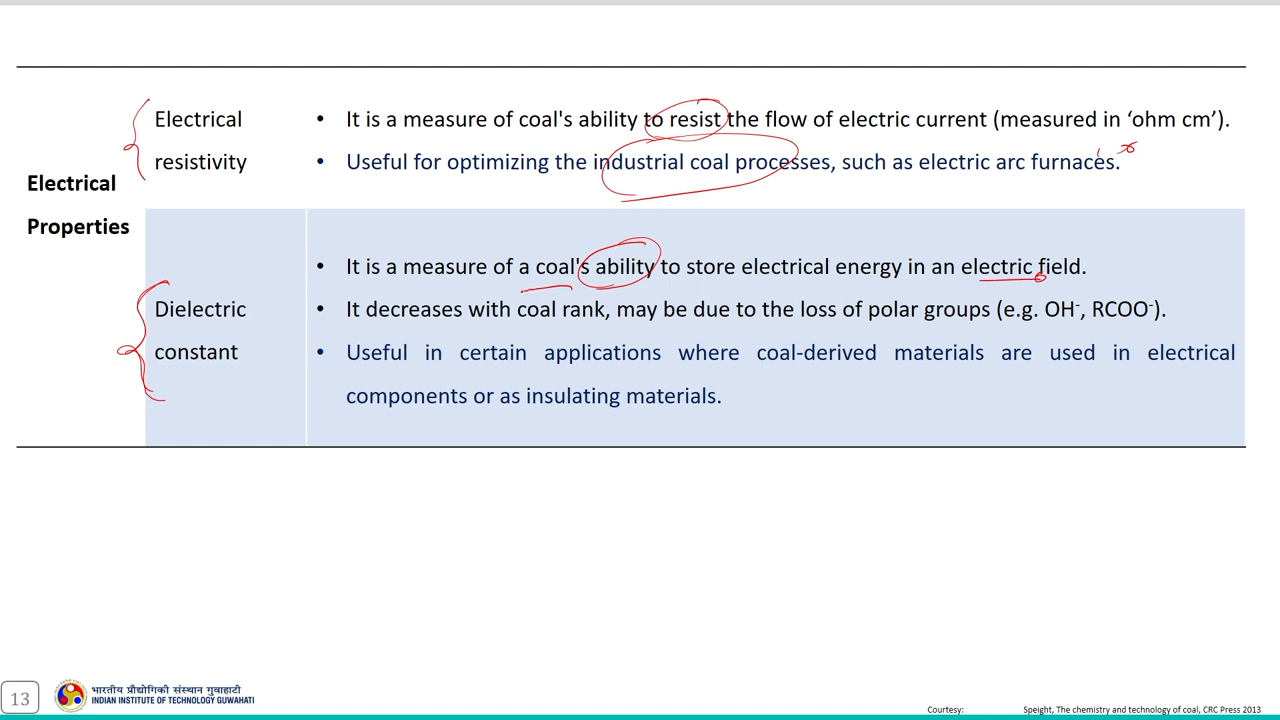 Electrical Properties
Electrical resistivity
• It is a measure of coal's ability to resist the flow of electric current (measured in ‘ohm cm’).
• Useful for optimizing the industrial coal processes, such as electric arc furnaces.
Dielectric constant
• It is a measure of a coal's ability to store electrical energy in an electric field.
• It decreases with coal rank, may be due to the loss of polar groups (e.g. OH⁻, RCOO⁻).
• Useful in certain applications where coal-derived materials are used in electrical
components or as insulating materials.
13
भारतीय प्रौद्योगिकी संस्थान गुवाहाटी
INDIAN INSTITUTE OF TECHNOLOGY GUWAHATI
Courtesy: Speight, The chemistry and technology of coal, CRC Press 2013